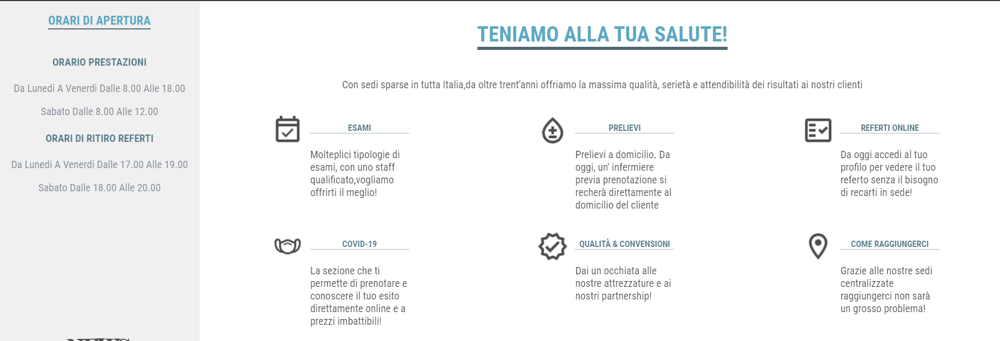 ORARI DI APERTURA
ORARIO PRESTAZIONI
Da Lunedi A Venerdi Dalle 8.00 Alle 18.00
Sabato Dalle 8.00 Alle 12.00
ORARI DI RITIRO REFERTI
Da Lunedi A Venerdi Dalle 17.00 Alle 19.00
Sabato Dalle 18.00 Alle 20.00
TENIAMO ALLA TUA SALUTE!
Con sedi sparse in tutta Italia,da oltre trent'anni offriamo la massima qualità, serietà e attendibilità dei risultati ai nostri clienti
ESAMI
Molteplici tipologie di
esami, con uno staff
qualificato,vogliamo
offrirti il meglio!
PRELIEVI
Prelievi a domicilio. Da
oggi, un' infermiere
previa prenotazione si
recherà direttamente al
domicilio del cliente
REFERTI ONLINE
Da oggi accedi al tuo
profilo per vedere il tuo
referto senza il bisogno
di recarti in sede!
COVID-19
La sezione che ti
permette di prenotare e
conoscere il tuo esito
direttamente online e a
prezzi imbattibili!
QUALITÀ & CONVENSIONI
Dai un occhiata alle
nostre attrezzature e ai
nostri partnership!
COME RAGGIUNGERCI
Grazie alle nostre sedi
centralizzate
raggiungerci non sarà
un grosso problema!